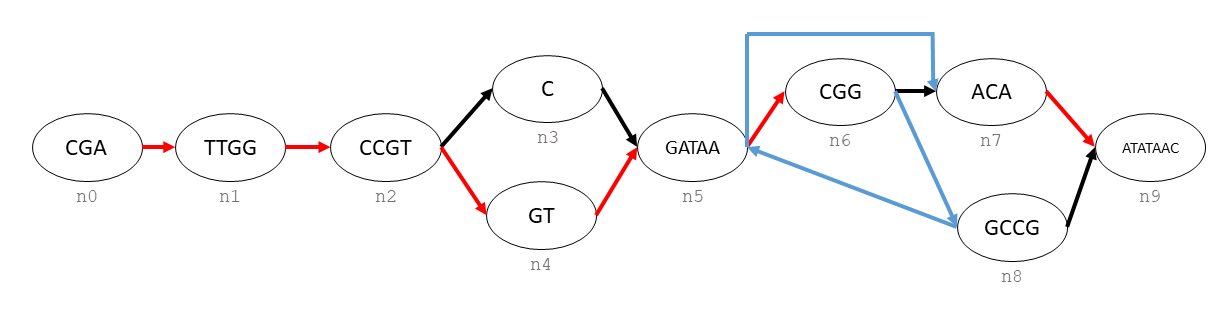 CGA
n0
TTGG
n1
CCGT
n2
C
n3
GT
n4
GATAA
n5
CGG
n6
ACA
n7
GCCG
n8
ATATAAC
n9